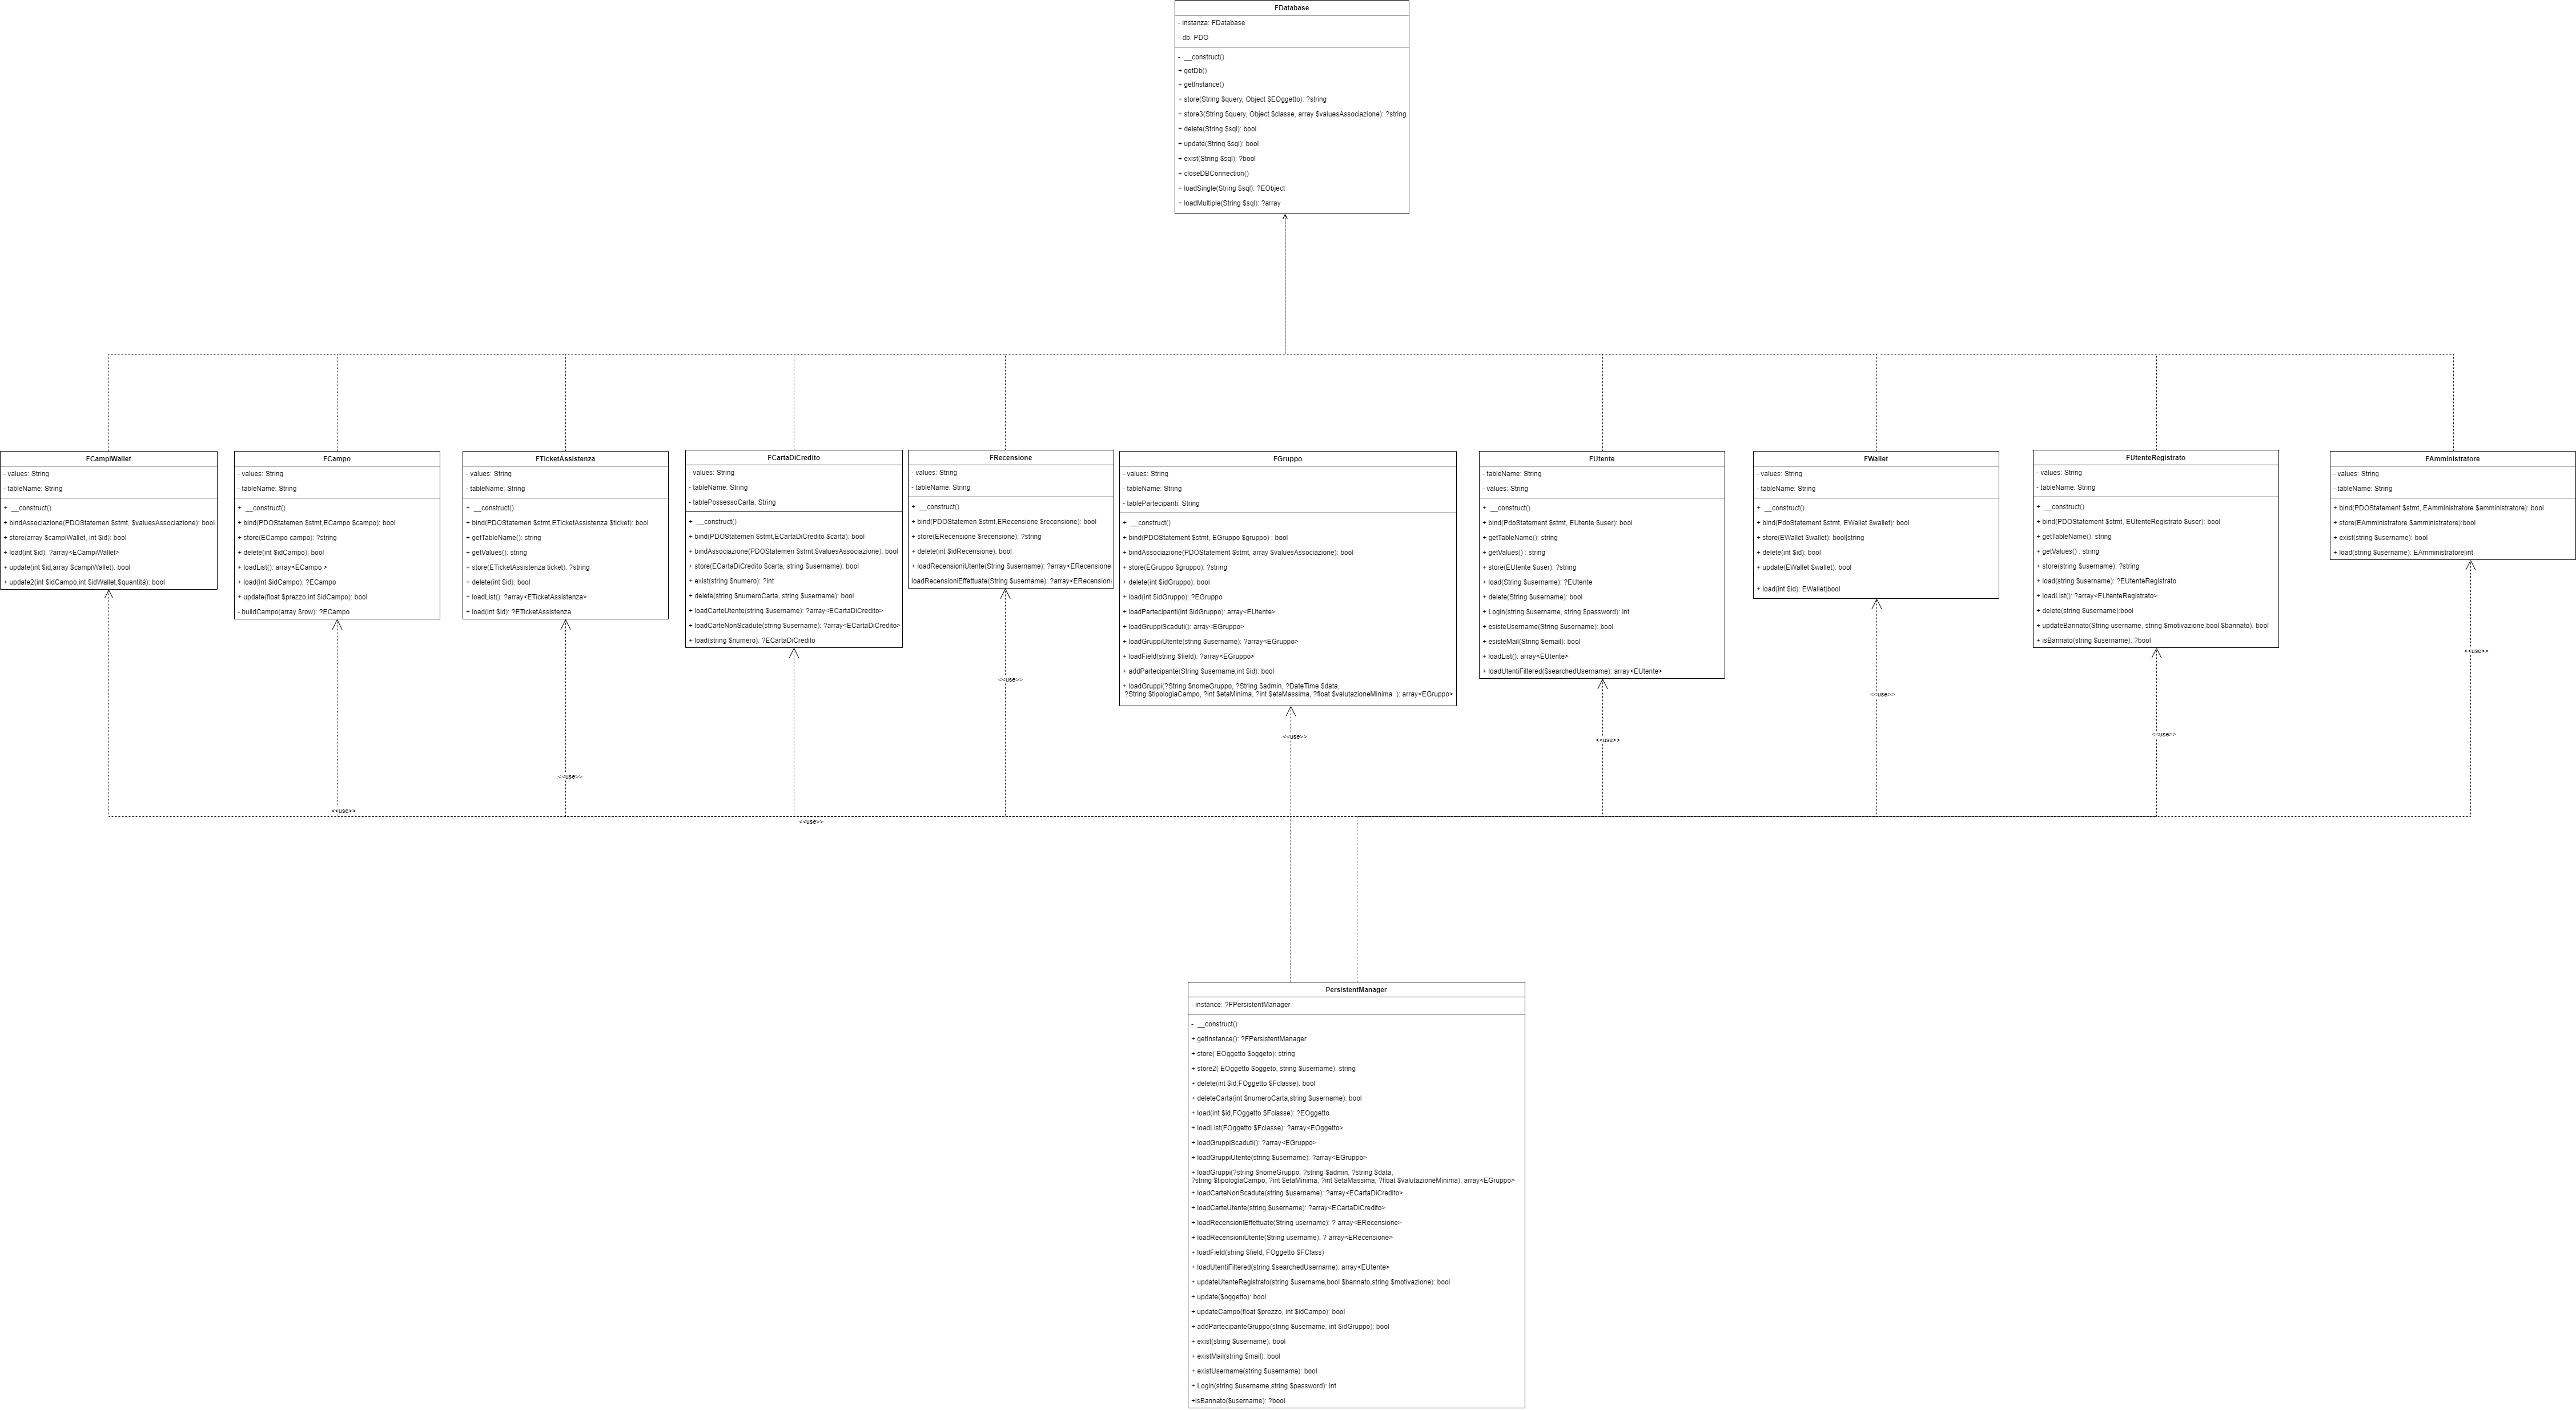 FDatabase
- instanza: FDatabase
- db: PDO
- __construct()
+ getDb()
+ getInstance()
+ store(String $query, Object $EOggetto): ?string
+ store3(String $query, Object $classe, array $valuesAssociazione): ?string
+ delete(String $sql): bool
+ update(String $sql): bool
+ exist(String $sql): ?bool
+ closeDBConnection()
+ loadSingle(String $sql): ?EObject
+ loadMultiple(String $sql): ?array
FCampiWallet
- values: String
- tableName: String
+ __construct()
+ bindAssociazione(PDOStatemen $stmt, $valuesAssociazione): bool
+ store(array $campiWallet, int $id): bool
+ load(int $id): ?array<ECampiWallet>
+ update(int $id,array $campiWallet): bool
+ update2(int $idCampo,int $idWallet,$quantità): bool
FCampo
- values: String
- tableName: String
+ __construct()
+ bind(PDOStatemen $stmt,ECampo $campo): bool
+ store(ECampo campo): ?string
+ delete(int $idCampo): bool
+ loadList(): array<ECampo >
+ load(Int $idCampo): ?ECampo
+ update(float $prezzo,int $idCampo): bool
- buildCampo(array $row): ?ECampo
FTicketAssistenza
- values: String
- tableName: String
+ __construct()
+ bind(PDOStatemen $stmt,ETicketAssistenza $ticket): bool
+ getTableName(): string
+ getValues(): string
+ store(ETicketAssistenza ticket): ?string
+ delete(int $id): bool
+ loadList(): ?array<ETicketAssistenza>
+ load(int $id): ?ETicketAssistenza
FCartaDiCredito
- values: String
- tableName: String
- tablePossessoCarta: String
+ __construct()
+ bind(PDOStatemen $stmt,ECartaDiCredito $carta): bool
+ bindAssociazione(PDOStatemen $stmt,$valuesAssociazione): bool
+ store(ECartaDiCredito $carta, string $username): bool
+ exist(string $numero): ?int
+ delete(string $numeroCarta, string $username): bool
+ loadCarteUtente(string $username): ?array<ECartaDiCredito>
+ loadCarteNonScadute(string $username): ?array<ECartaDiCredito>
+ load(string $numero): ?ECartaDiCredito
FRecensione
- values: String
- tableName: String
+ __construct()
+ bind(PDOStatemen $stmt,ERecensione $recensione): bool
+ store(ERecensione $recensione): ?string
+ delete(int $idRecensione): bool
+ loadRecensioniUtente(String $username): ?array<ERecensione
loadRecensioniEffettuate(String $username): ?array<ERecension
FGruppo
- values: String
- tableName: String
- tablePartecipanti: String
+ __construct()
+ bind(PDOStatement $stmt, EGruppo $gruppo) : bool
+ bindAssociazione(PDOStatement $stmt, array $valuesAssociazione): bool
+ store(EGruppo $gruppo): ?string
+ delete(int $idGruppo): bool
+ load(int $idGruppo): ?EGruppo
+ loadPartecipanti(int $idGruppo): array<EUtente>
+ loadGruppiScaduti(): array<EGruppo>
+ loadGruppiUtente(string $username): ?array<EGruppo>
+ loadField(string $field): ?array<EGruppo>
+ addPartecipante(String $username,int $id): bool
+ loadGruppi(?String $nomeGruppo, ?String $admin, ?DateTime $data,
?String $tipologiaCampo, ?int $etaMinima, ?int $etaMassima, ?float $valutazioneMinima ): array<EGruppo>
FUtente
- tableName: String
- values: String
+ __construct()
+ bind(PdoStatement $stmt, EUtente $user): bool
+ getTableName(): string
+ getValues() : string
+ store(EUtente $user): ?string
+ load(String $username): ?EUtente
+ delete(String $username): bool
+ Login(string $username, string $password): int
+ esisteUsername(String $username): bool
+ esisteMail(String $email): bool
+ loadList(): array<EUtente>
+ loadUtentiFiltered($searchedUsername): array<EUtente>
FWallet
- values: String
- tableName: String
+ __construct()
+ bind(PdoStatement $stmt, EWallet $wallet): bool
+ store(EWallet $wallet): bool|string
+ delete(int $id): bool
+ update(EWallet $wallet): bool
+ load(int $id): EWallet|bool
FUtenteRegistrato
- values: String
- tableName: String
+ __construct()
+ bind(PDOStatement $stmt, EUtenteRegistrato $user): bool
+ getTableName(): string
+ getValues() : string
+ store(string $username): ?string
+ load(string $username): ?EUtenteRegistrato
+ loadList(): ?array<EUtenteRegistrato>
+ delete(string $username):bool
+ updateBannato(String username, string $motivazione,bool $bannato): bool
+ isBannato(string $username): ?bool
FAmministratore
- values: String
- tableName: String
+ bind(PDOStatement $stmt, EAmministratore $amministratore): bool
+ store(EAmministratore $amministratore):bool
+ exist(string $username): bool
+ load(string $username): EAmministratore|int
<<use>>
<<use>>
<<use>>
<<use>>
<<use>>
<<use>>
<<use>>
<<use>>
<<use>>
PersistentManager
- instance: ?FPersistentManager
- __construct()
+ getInstance(): ?FPersistentManager
+ store( EOggetto $oggeto): string
+ store2( EOggetto $oggeto, string $username): string
+ delete(int $id,FOggetto $Fclasse): bool
+ deleteCarta(int $numeroCarta,string $username): bool
+ load(int $id,FOggetto $Fclasse): ?EOggetto
+ loadList(FOggetto $Fclasse): ?array<EOggetto>
+ loadGruppiScaduti(): ?array<EGruppo>
+ loadGruppiUtente(string $username): ?array<EGruppo>
+ loadGruppi(?string $nomeGruppo, ?string $admin, ?string $data,
?string $tipologiaCampo, ?int $etaMinima, ?int $etaMassima, ?float $valutazioneMinima): array<EGruppo>
+ loadCarteNonScadute(string $username): ?array<ECartaDiCredito>
+ loadCarteUtente(string $username): ?array<ECartaDiCredito>
+ loadRecensioniEffettuate(String username): ? array<ERecensione>
+ loadRecensioniUtente(String username): ? array<ERecensione>
+ loadField(string $field, FOggetto $FClass)
+ loadUtentiFiltered(string $searchedUsername): array<EUtente>
+ updateUtenteRegistrato(string $username,bool $bannato,string $motivazione): bool
+ update($oggetto): bool
+ updateCampo(float $prezzo, int $idCampo): bool
+ addPartecipanteGruppo(string $username, int $idGruppo): bool
+ exist(string $username): bool
+ existMail(string $mail): bool
+ existUsername(string $username): bool
+ Login(string $username,string $password): int
+isBannato($username): ?bool